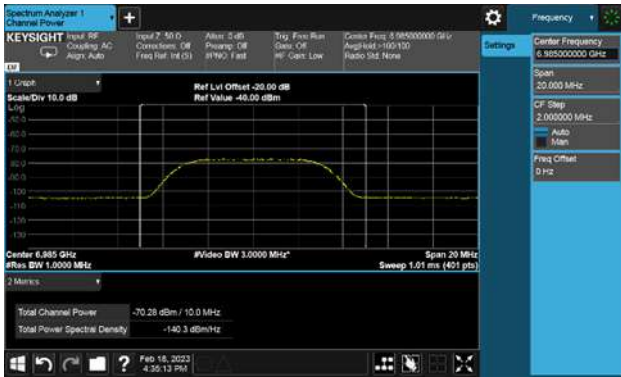 Spectrum Analyzer 1
Channel Power
+
Frequency
KEYSIGHT
Input: RF
Coupling: AC
Align: Auto
Input Z: 50 Ω
Corrections: Off
Freq Ref: Int (S)
Atten: 0 dB
Preamp: Off
#PNO: Fast
Trig: Free Run
Gate: Off
#IF Gain: Low
Center Freq: 6.985000000 GHz
Avg|Hold:>100/100
Radio Std: None
Settings
Center Frequency
6.985000000 GHz
Span
20.000 MHz
CF Step
2.000000 MHz
Auto
Man
Freq Offset
0 Hz
1 Graph
Scale/Div 10.0 dB
Ref Lvl Offset -20.00 dB
Ref Value -40.00 dBm
Log
-50.0
-60.0
-70.0
-80.0
-90.0
-100
-110
-120
-130
Center 6.985 GHz
#Video BW 3.0000 MHz*
Span 20 MHz
#Res BW 1.0000 MHz
Sweep 1.01 ms (401 pts)
2 Metrics
Total Channel Power
-70.28 dBm / 10.0 MHz
Total Power Spectral Density
-140.3 dBm/Hz
?
Feb 18, 2023
4:35:13 PM